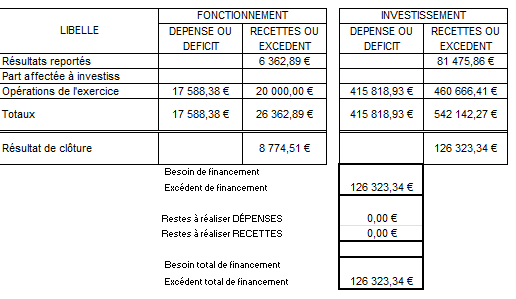 LIBELLE FONCTIONNEMENT INVESTISSEMENT
DEPENSE OU DEFICIT RECETTES OU EXCEDENT DEPENSE OU DEFICIT RECETTES OU EXCEDENT
Résultats reportés 6 362,89 € 81 475,86 €
Part affectée à investiss
Opérations de l'exercice 17 588,38 € 20 000,00 € 415 818,93 € 460 666,41 €
Totaux 17 588,38 € 26 362,89 € 415 818,93 € 542 142,27 €
Résultat de clôture 8 774,51 € 126 323,34 €
Besoin de financement
Excédent de financement 126 323,34 €
Restes à réaliser DÉPENSES 0,00 €
Restes à réaliser RECETTES 0,00 €
Besoin total de financement
Excédent total de financement 126 323,34 €